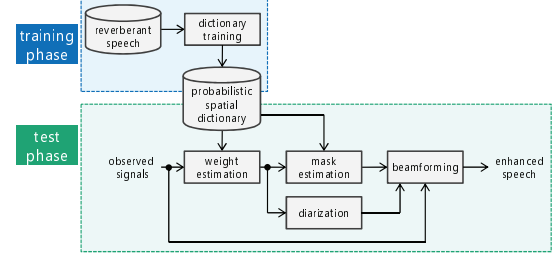 training
phase
reverberant
speech
dictionary
training
probabilistic
spatial
dictionary
test
phase
observed
signals
weight
estimation
mask
estimation
beamforming
enhanced
speech
diarization